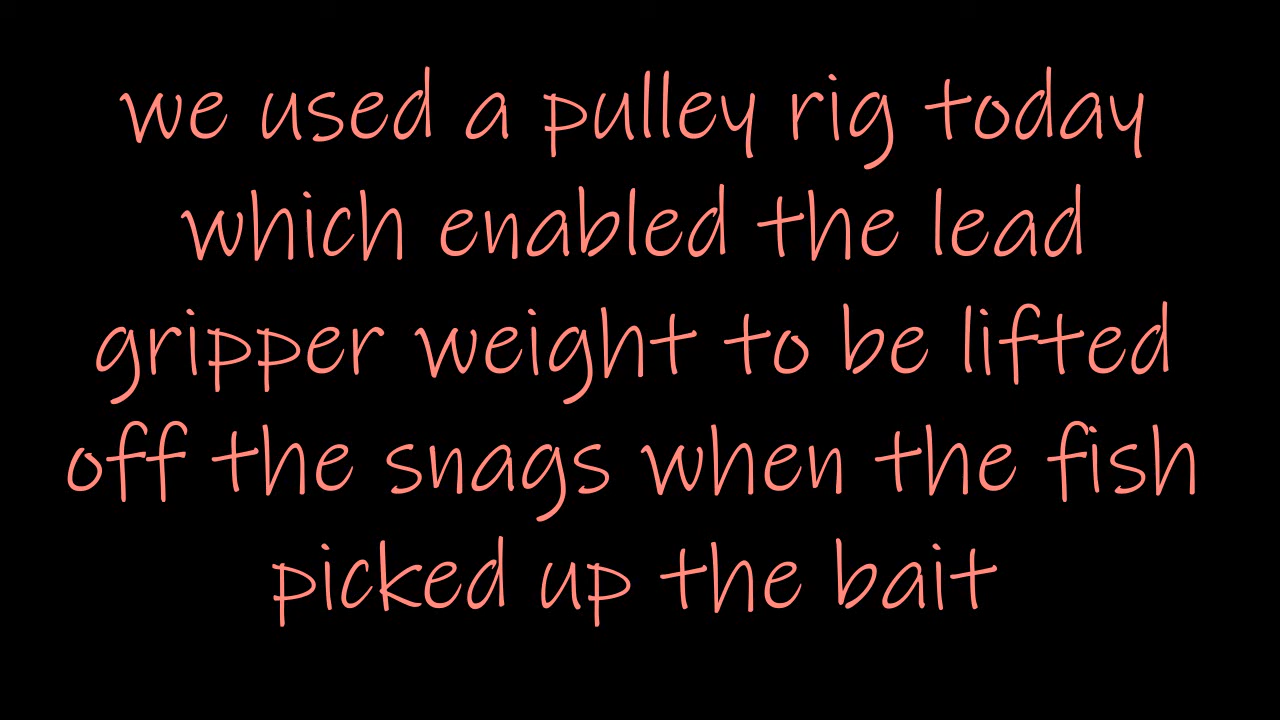 we used a pulley rig today
which enabled the lead
gripper weight to be lifted
off the snags when the fish
picked up the bait